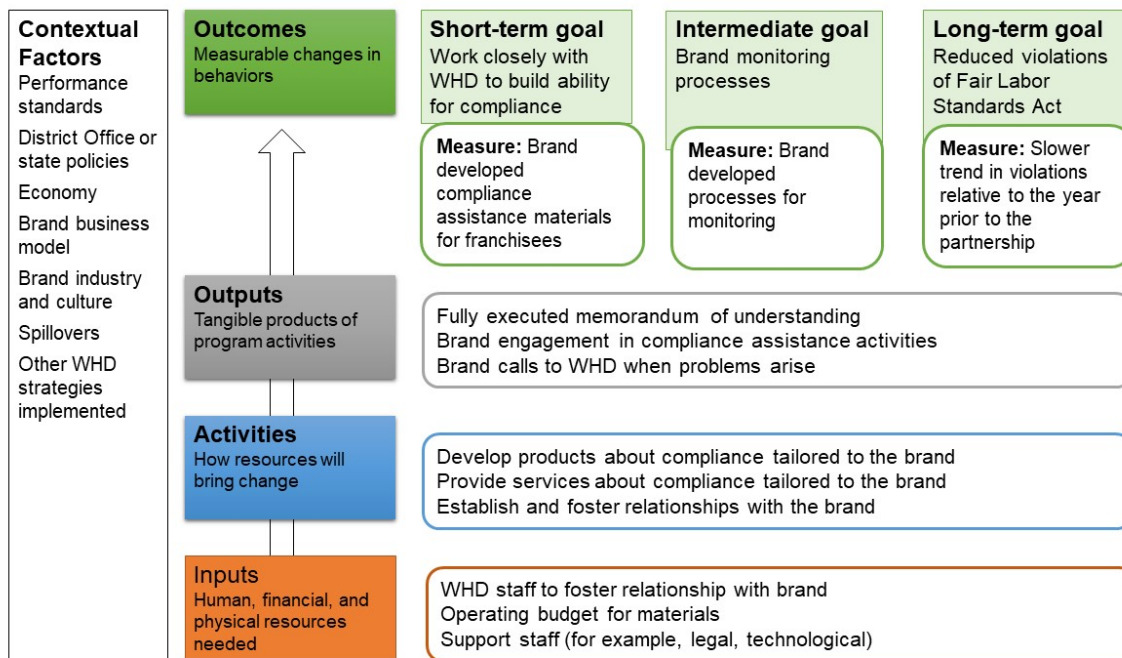 Contextual
Factors
Performance
standards
District Office or
state policies
Economy
Brand business
model
Brand industry
and culture
Spillovers
Other WHD
strategies
implemented
Outcomes
Measurable changes in
behaviors
Short-term goal
Work closely with
WHD to build ability
for compliance
Measure: Brand
developed
compliance
assistance materials
for franchisees
Intermediate goal
Brand monitoring
processes
Measure: Brand
developed
processes for
monitoring
Long-term goal
Reduced violations
of Fair Labor
Standards Act
Measure: Slower
trend in violations
relative to the year
prior to the
partnership
Outputs
Tangible products of
program activities
Fully executed memorandum of understanding
Brand engagement in compliance assistance activities
Brand calls to WHD when problems arise
Activities
How resources will
bring change
Develop products about compliance tailored to the brand
Provide services about compliance tailored to the brand
Establish and foster relationships with the brand
Inputs
Human, financial, and
physical resources
needed
WHD staff to foster relationship with brand
Operating budget for materials
Support staff (for example, legal, technological)